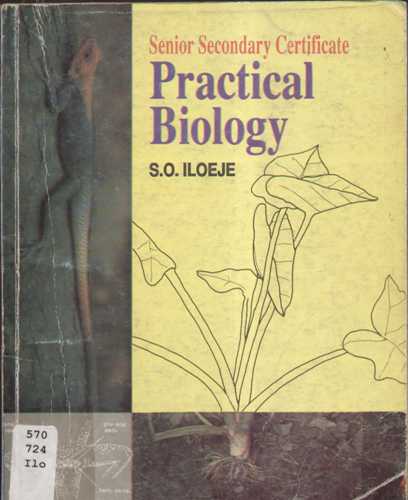 Senior Secondary Certificate
Practical
Biology
S.O. ILOEJE
570
724
Ilo